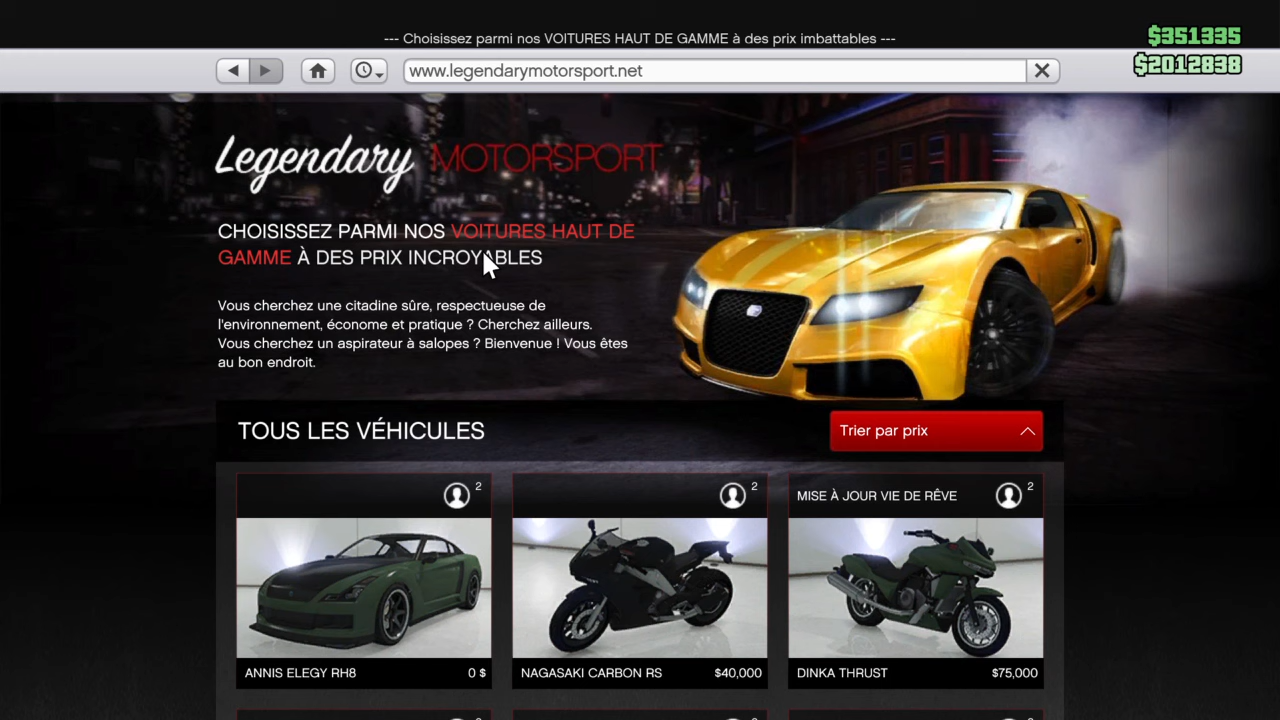 --- Choisissez parmi nos VOITURES HAUT DE GAMME à des prix imbattables ---
$351335
$2012838
www.legendarymotorsport.net
Legendary MOTORSPORT
CHOISISSEZ PARMI NOS VOITURES HAUT DE
GAMME À DES PRIX INCROYABLES
Vous cherchez une citadine sûre, respectueuse de
l'environnement, économe et pratique ? Cherchez ailleurs.
Vous cherchez un aspirateur à salopes ? Bienvenue ! Vous êtes
au bon endroit.
TOUS LES VÉHICULES
Trier par prix
2
2
MISE À JOUR VIE DE RÊVE 2
ANNIS ELEGY RH8 0 $
NAGASAKI CARBON RS $40,000
DINKA THRUST $75,000